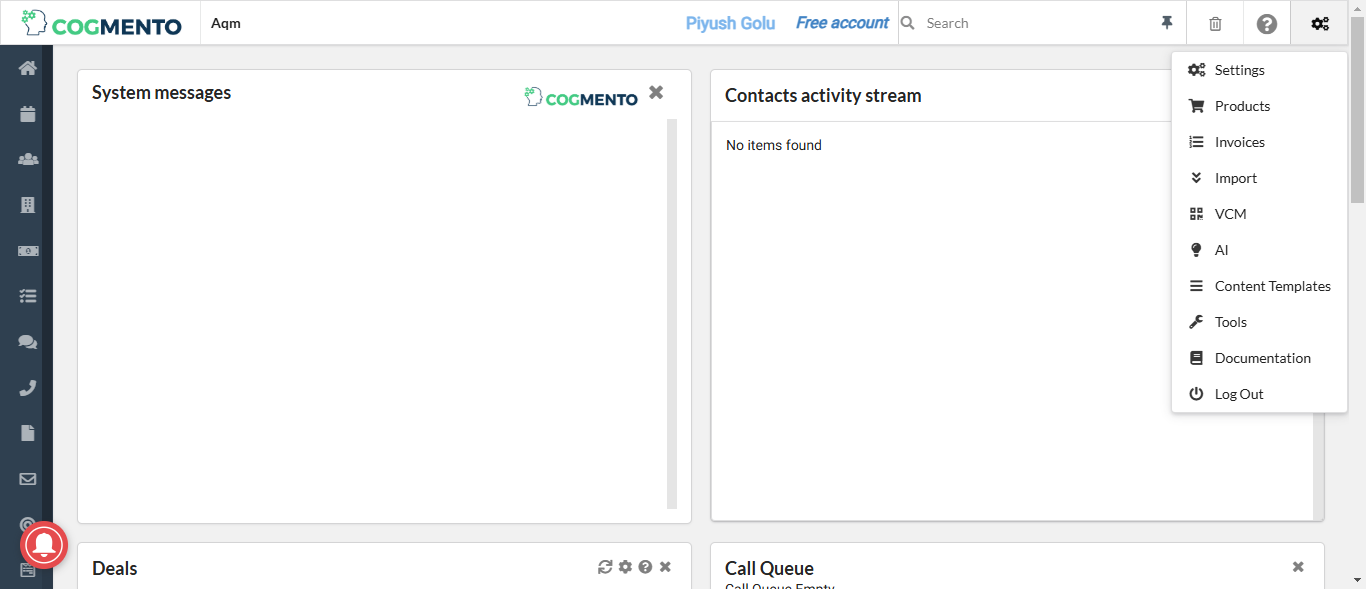 COGMENTO
Aqm
Piyush Golu
Free account
Search
Settings
Products
Invoices
Import
VCM
AI
Content Templates
Tools
Documentation
Log Out
System messages
COGMENTO
Contacts activity stream
No items found
Deals
Call Queue
Call Queue Empty